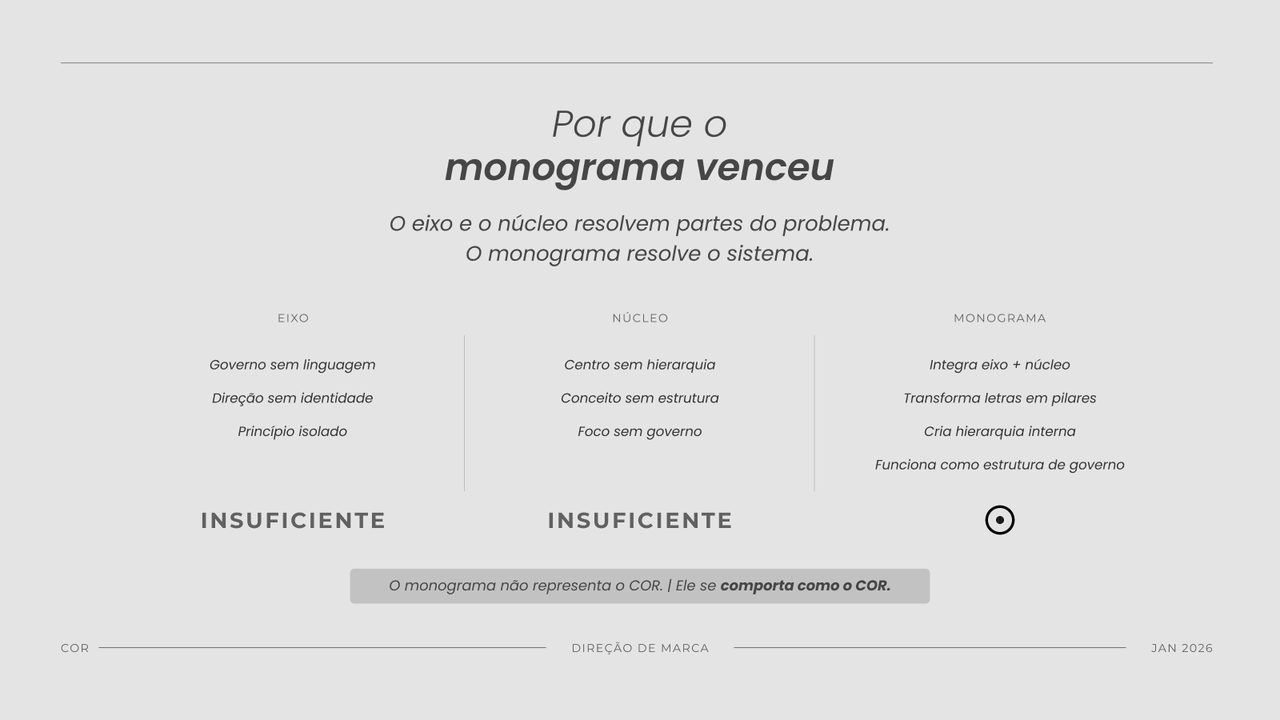 Por que o
monograma venceu
O eixo e o núcleo resolvem partes do problema.
O monograma resolve o sistema.
EIXO
Governo sem linguagem
Direção sem identidade
Princípio isolado
INSUFICIENTE
NÚCLEO
Centro sem hierarquia
Conceito sem estrutura
Foco sem governo
INSUFICIENTE
MONOGRAMA
Integra eixo + núcleo
Transforma letras em pilares
Cria hierarquia interna
Funciona como estrutura de governo
O monograma não representa o COR. | Ele se comporta como o COR.
COR
DIREÇÃO DE MARCA
JAN 2026